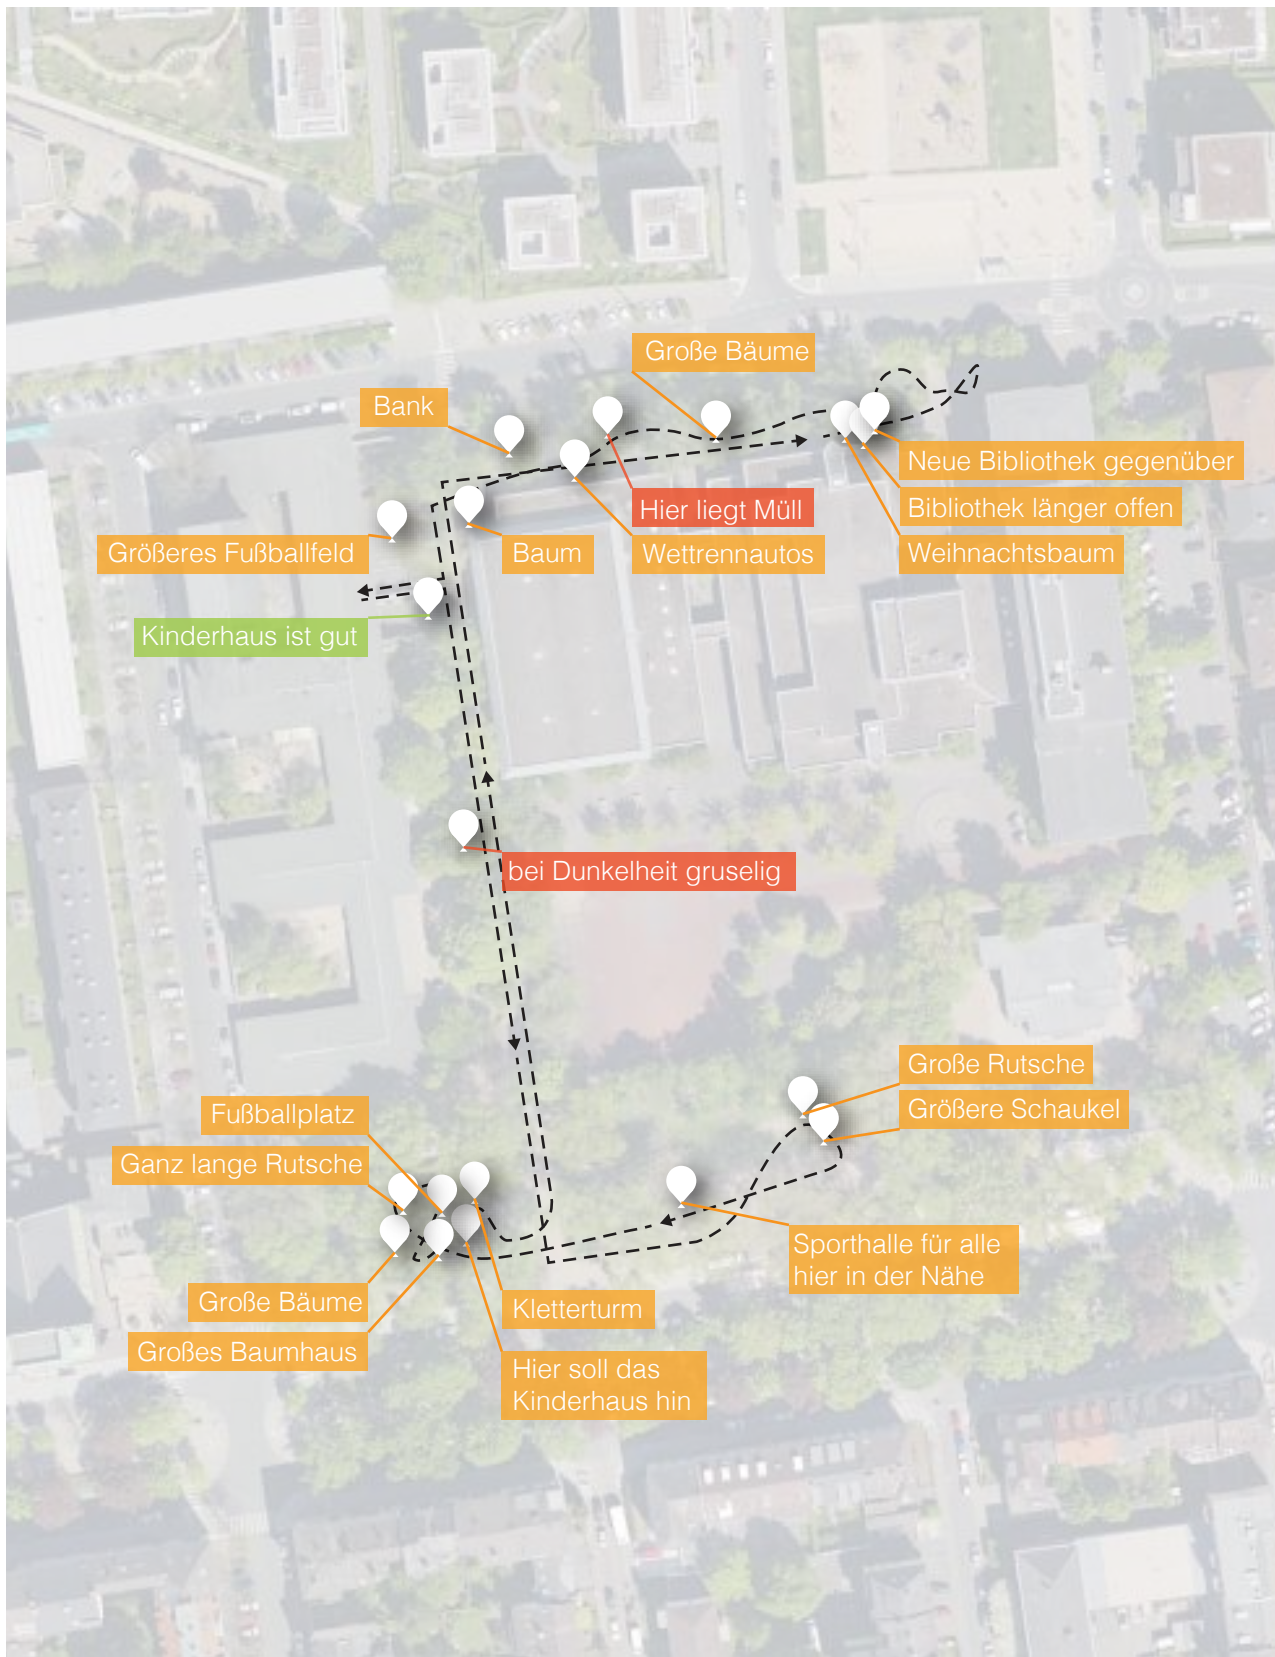 Große Bäume
Bank
Neue Bibliothek gegenüber
Hier liegt Müll
Bibliothek länger offen
Größeres Fußballfeld
Baum
Wettrennautos
Weihnachtsbaum
Kinderhaus ist gut
bei Dunkelheit gruselig
Große Rutsche
Fußballplatz
Größere Schaukel
Ganz lange Rutsche
Sporthalle für alle
hier in der Nähe
Große Bäume
Kletterturm
Großes Baumhaus
Hier soll das
Kinderhaus hin